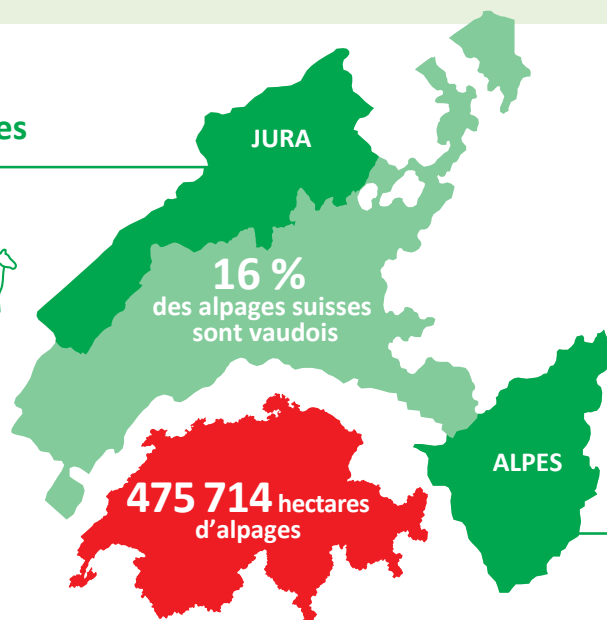 es
JURA
16 %
des alpages suisses
sont vaudois
475 714 hectares
d'alpages
ALPES